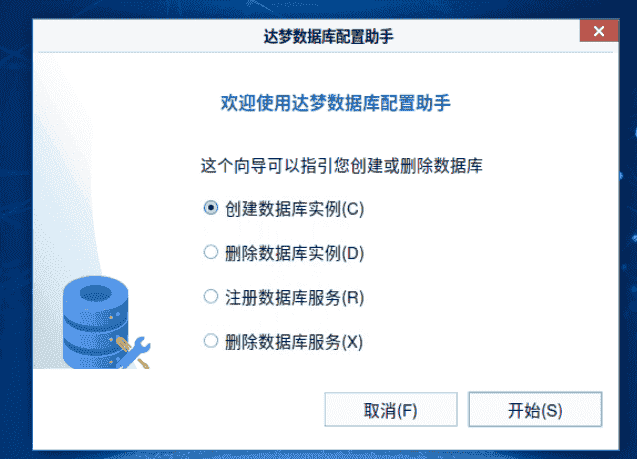 达梦数据库配置助手
欢迎使用达梦数据库配置助手
这个向导可以指引您创建或删除数据库
创建数据库实例(C)
删除数据库实例(D)
注册数据库服务(R)
删除数据库服务(X)
取消(F)
开始(S)